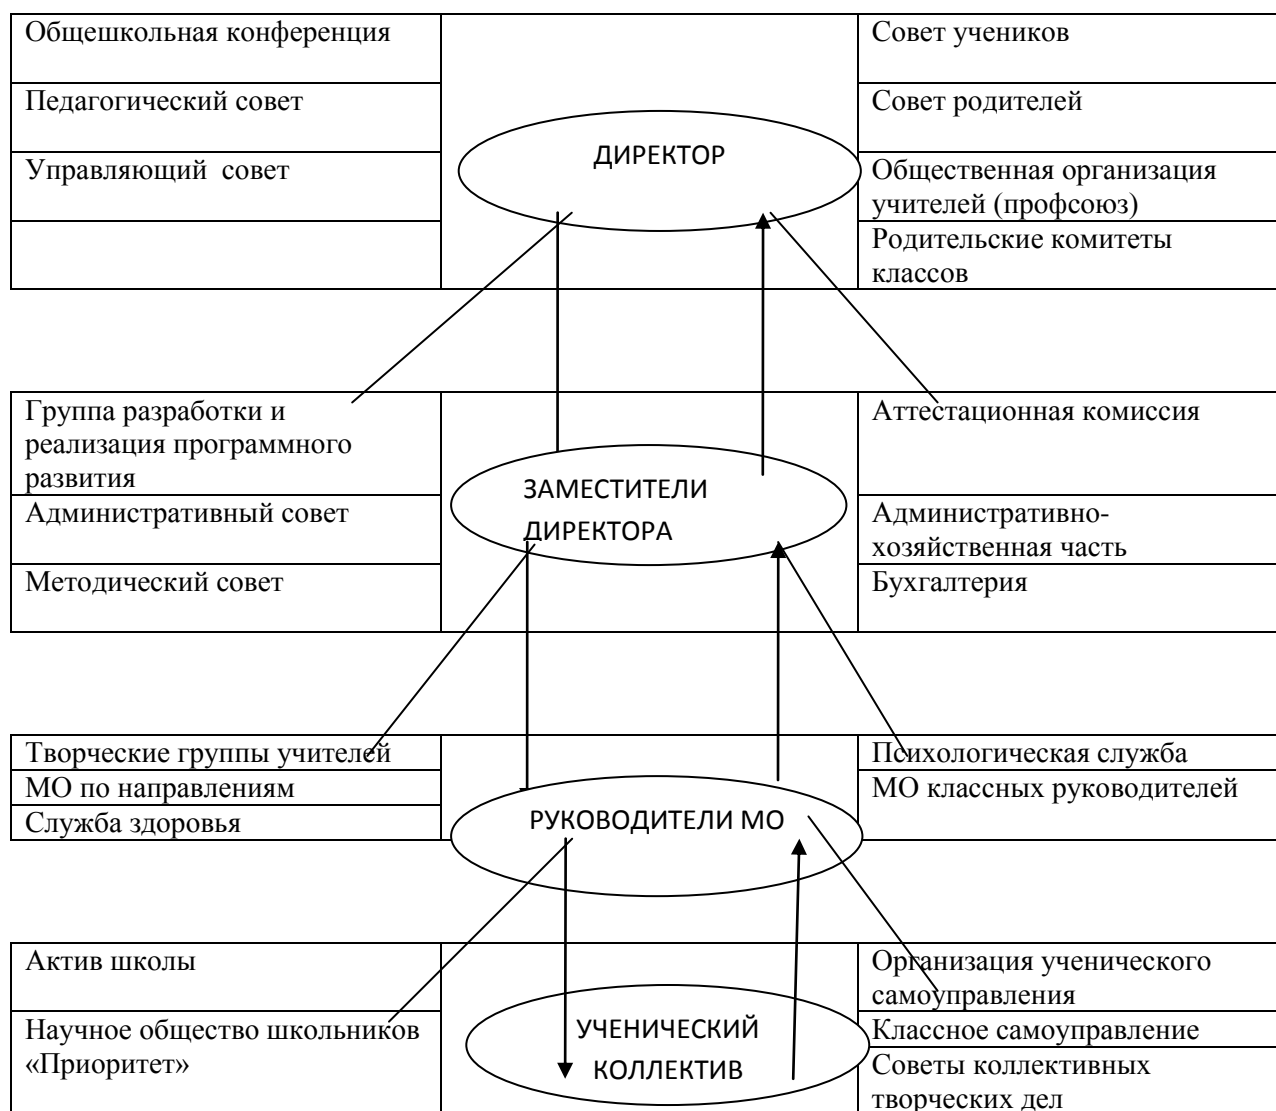 Общешкольная конференция
Совет учеников
Педагогический совет
Совет родителей
ДИРЕКТОР
Управляющий совет
Общественная организация
учителей (профсоюз)
Родительские комитеты
классов
Группа разработки и
реализация программного
развития
Аттестационная комиссия
ЗАМЕСТИТЕЛИ
ДИРЕКТОРА
Административный совет
Административно-
хозяйственная часть
Методический совет
Бухгалтерия
Творческие группы учителей
Психологическая служба
МО по направлениям
МО классных руководителей
Служба здоровья
РУКОВОДИТЕЛИ МО
Актив школы
Организация ученического
самоуправления
Научное общество школьников
«Приоритет»
УЧЕНИЧЕСКИЙ
КОЛЛЕКТИВ
Классное самоуправление
Советы коллективных
творческих дел